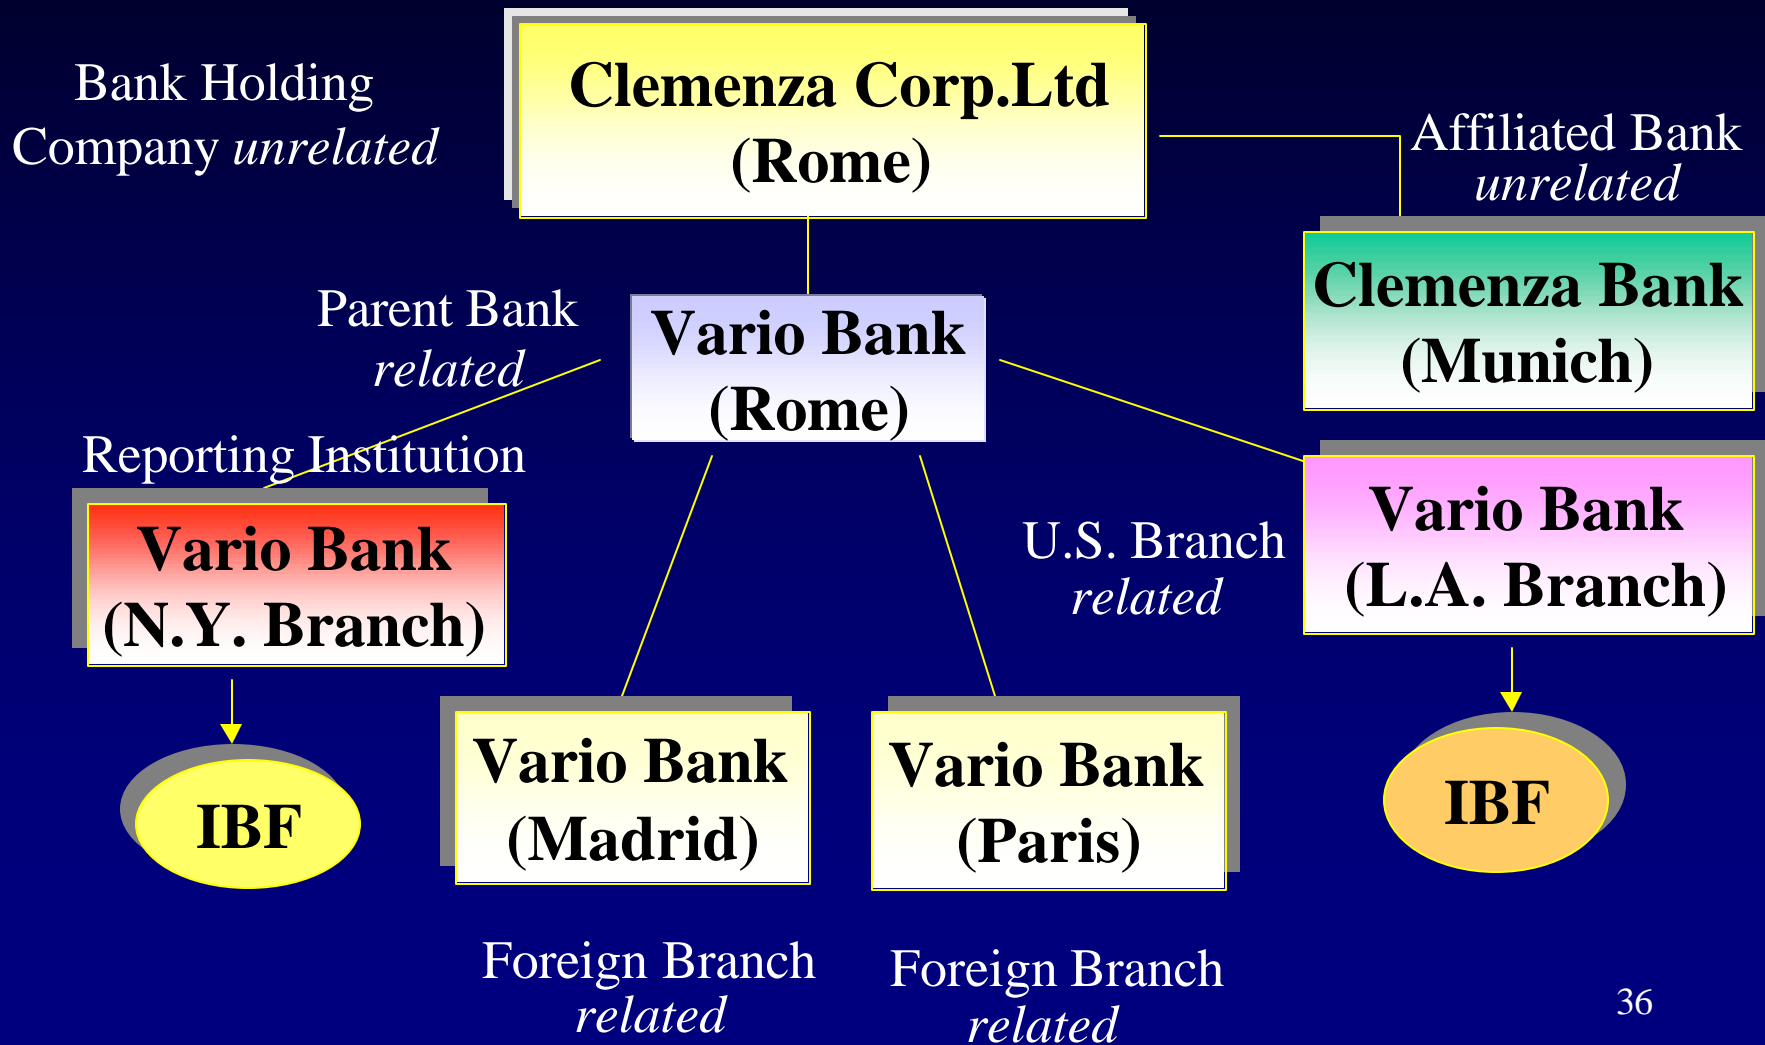 Clemenza Corp.Ltd
(Rome)
Bank Holding
Company unrelated
Affiliated Bank
unrelated
Clemenza Bank
(Munich)
Parent Bank
related
Vario Bank
(Rome)
Reporting Institution
Vario Bank
(N.Y. Branch)
U.S. Branch
related
Vario Bank
(L.A. Branch)
IBF
Vario Bank
(Madrid)
Vario Bank
(Paris)
IBF
Foreign Branch
related
Foreign Branch
related
36